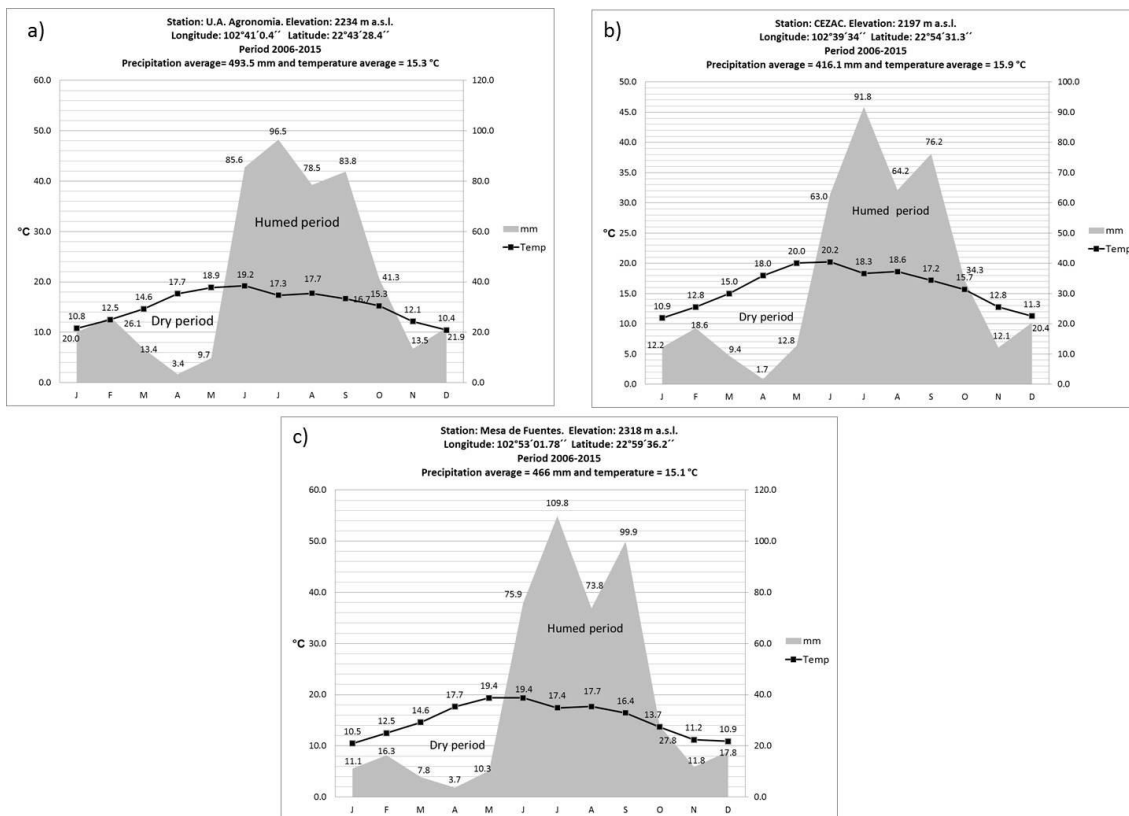 a)
Station: U.A. Agronomia. Elevation: 2234 m a.s.l.
Longitude: 102°41´0.4´´ Latitude: 22°43´28.4´´
Period 2006-2015
Precipitation average= 493.5 mm and temperature average = 15.3 °C
60.0 120.0
50.0 100.0
40.0 80.0
30.0 60.0
20.0 40.0
10.0 20.0
0.0 0.0
°C
85.6 96.5 78.5 83.8 41.3
Humed period
mm
Temp
10.8 12.5 14.6 17.7 18.9 19.2 17.3 17.7 16.7 15.3 12.1 10.4
Dry period
20.0 26.1 13.4 3.4 9.7 13.5 21.9
J F M A M J J A S O N D
b)
Station: CEZAC. Elevation: 2197 m a.s.l.
Longitude: 102°39´34´´ Latitude: 22°54´31.3´´
Period 2006-2015
Precipitation average = 416.1 mm and temperature average = 15.9 °C
50.0 100.0
45.0 90.0
40.0 80.0
35.0 70.0
30.0 60.0
25.0 50.0
20.0 40.0
15.0 30.0
10.0 20.0
5.0 10.0
0.0 0.0
°C
63.0 91.8 64.2 76.2 34.3
Humed period
mm
Temp
10.9 12.8 15.0 18.0 20.0 20.2 18.3 18.6 17.2 15.7 12.8 11.3
Dry period
12.2 18.6 9.4 1.7 12.8 12.1 20.4
J F M A M J J A S O N D
c)
Station: Mesa de Fuentes. Elevation: 2318 m a.s.l.
Longitude: 102°53´01.78´´ Latitude: 22°59´36.2´´
Period 2006-2015
Precipitation average = 466 mm and temperature = 15.1 °C
60.0 120.0
50.0 100.0
40.0 80.0
30.0 60.0
20.0 40.0
10.0 20.0
0.0 0.0
°C
75.9 109.8 73.8 99.9
Humed period
mm
Temp
10.5 12.5 14.6 17.7 19.4 19.4 17.4 17.7 16.4 13.7 11.2 10.9
Dry period
11.1 16.3 7.8 3.7 10.3 27.8 11.8 17.8
J F M A M J J A S O N D